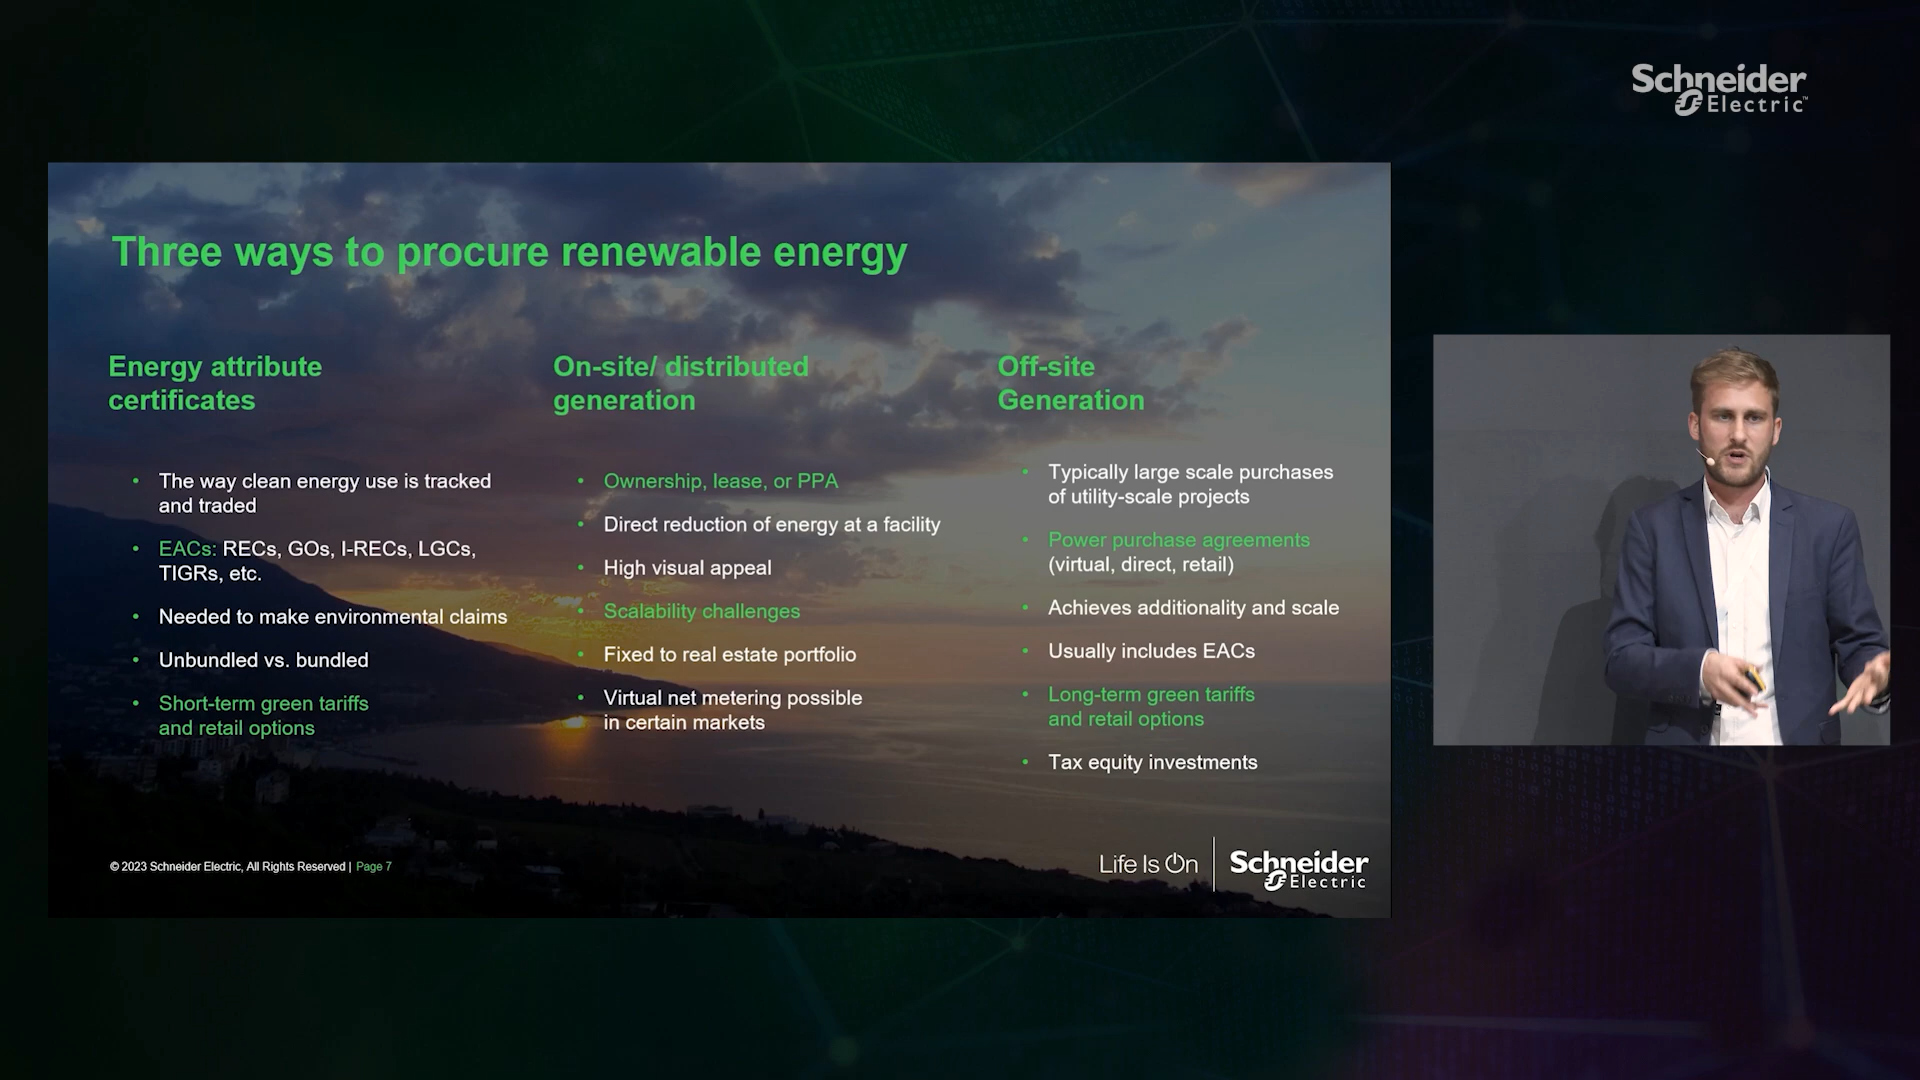 Schneider
Electric™
Three ways to procure renewable energy
Energy attribute
certificates
• The way clean energy use is tracked
and traded
• EACs: RECs, GOs, I-RECs, LGCs,
TIGRs, etc.
• Needed to make environmental claims
• Unbundled vs. bundled
• Short-term green tariffs
and retail options
On-site/ distributed
generation
• Ownership, lease, or PPA
• Direct reduction of energy at a facility
• High visual appeal
• Scalability challenges
• Fixed to real estate portfolio
• Virtual net metering possible
in certain markets
Off-site
Generation
• Typically large scale purchases
of utility-scale projects
• Power purchase agreements
(virtual, direct, retail)
• Achieves additionality and scale
• Usually includes EACs
• Long-term green tariffs
and retail options
• Tax equity investments
© 2023 Schneider Electric, All Rights Reserved | Page 7
Life Is On
Schneider
Electric